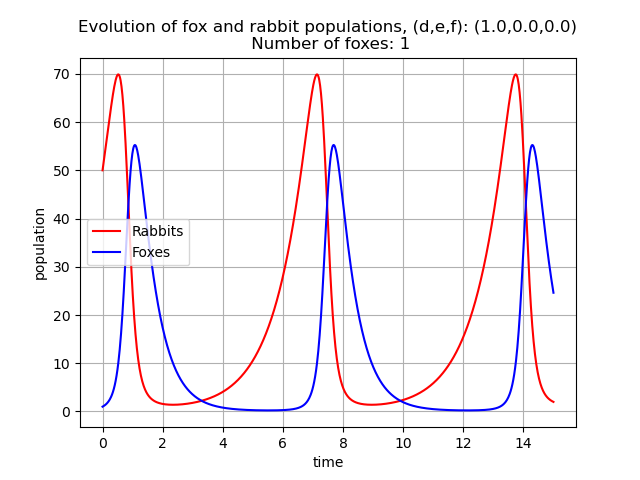 Evolution of fox and rabbit populations, (d,e,f): (1.0,0.0,0.0)
Number of foxes: 1
70
60
50
40
30
20
10
0
population
Rabbits
Foxes
0 2 4 6 8 10 12 14
time